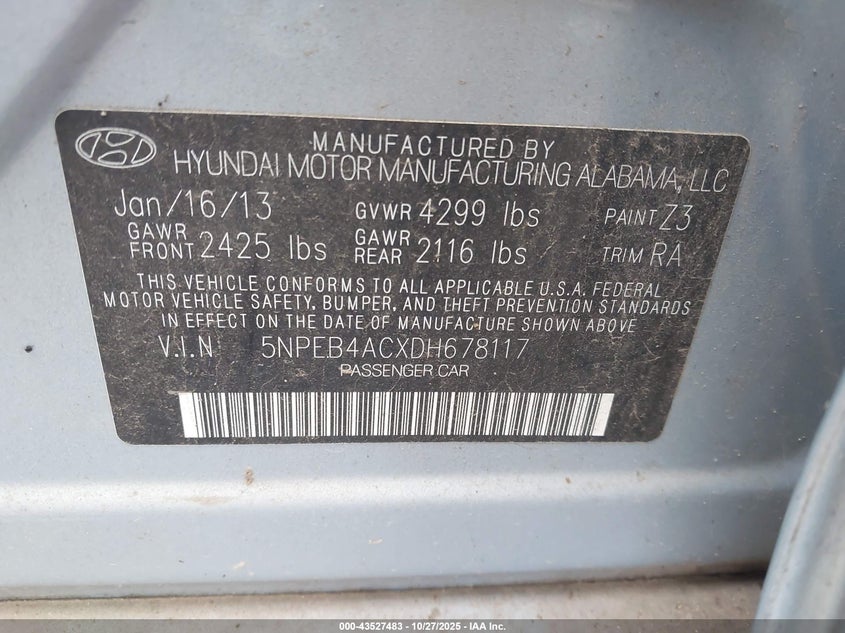 MANUFACTURED BY
HYUNDAI MOTOR MANUFACTURING ALABAMA, LLC
Jan/16/13 GVWR 4299 lbs PAINT Z3
GAWR FRONT 2425 lbs GAWR REAR 2116 lbs TRIM RA
THIS VEHICLE CONFORMS TO ALL APPLICABLE U.S.A. FEDERAL
MOTOR VEHICLE SAFETY, BUMPER, AND THEFT PREVENTION STANDARDS
IN EFFECT ON THE DATE OF MANUFACTURE SHOWN ABOVE
V.I.N 5NPEB4ACXDH678117
PASSENGER CAR
000-43527483 | 10/27/2025 - IAA Inc.